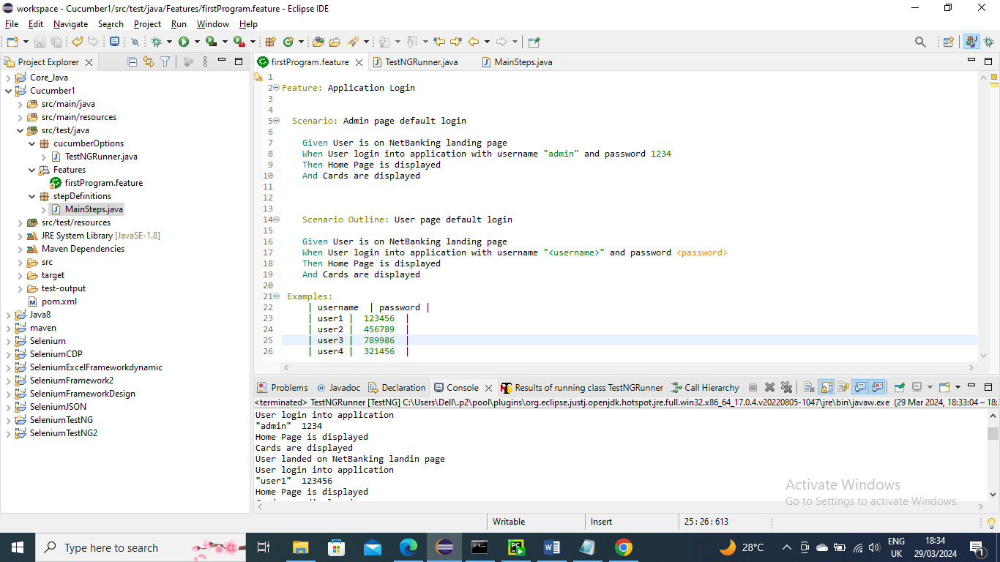 workspace - Cucumber1/src/test/java/Features/firstProgram.feature - Eclipse IDE
File Edit Navigate Search Project Run Window Help
Project Explorer
Core_Java
Cucumber1
src/main/java
src/main/resources
src/test/java
cucumberOptions
TestNGRunner.java
Features
firstProgram.feature
stepDefinitions
MainSteps.java
src/test/resources
JRE System Library [JavaSE-1.8]
Maven Dependencies
src
target
test-output
pom.xml
Java8
maven
Selenium
SeleniumCDP
SeleniumExcelFrameworkdynamic
SeleniumFramework2
SeleniumFrameworkDesign
SeleniumJSON
SeleniumTestNG
SeleniumTestNG2
firstProgram.feature TestNGRunner.java MainSteps.java
1
2 Feature: Application Login
3
4
5 Scenario: Admin page default login
6
7 Given User is on NetBanking landing page
8 When User login into application with username "admin" and password 1234
9 Then Home Page is displayed
10 And Cards are displayed
11
12
13
14 Scenario Outline: User page default login
15
16 Given User is on NetBanking landing page
17 When User login into application with username "<username>" and password <password>
18 Then Home Page is displayed
19 And Cards are displayed
20
21 Examples:
22 | username | password |
23 | user1 | 123456 |
24 | user2 | 456789 |
25 | user3 | 789986 |
26 | user4 | 321456 |
Problems Javadoc Declaration Console Results of running class TestNGRunner Call Hierarchy
<terminated> TestNGRunner [TestNG] C:\Users\Dell\.p2\pool\plugins\org.eclipse.justj.openjdk.hotspot.jre.full.win32.x86_64_17.0.4.v20220805-1047\jre\bin\javaw.exe (29 Mar 2024, 18:33:04 – 18:
User login into application
"admin" 1234
Home Page is displayed
Cards are displayed
User landed on NetBanking landin page
User login into application
"user1" 123456
Home Page is displayed
Activate Windows
Go to Settings to activate Windows.
Writable Insert 25 : 26 : 613
Type here to search
28°C
ENG
UK
18:34
29/03/2024
1